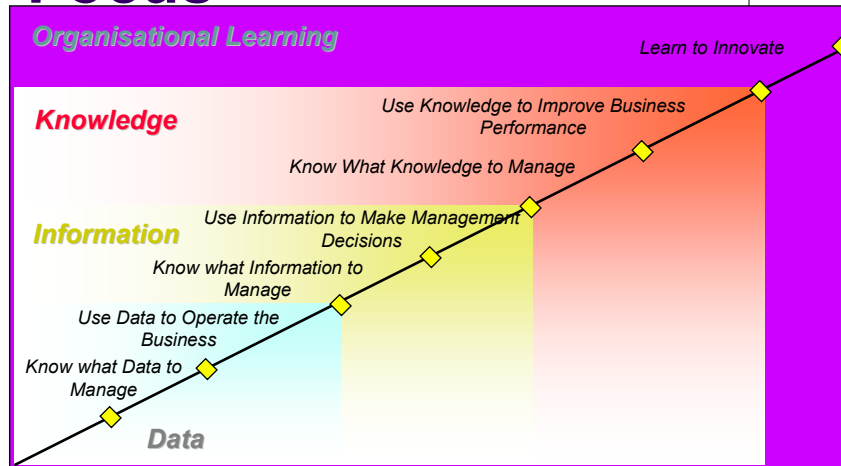 Focus
Organisational Learning
Learn to Innovate
Knowledge
Use Knowledge to Improve Business
Performance
Know What Knowledge to Manage
Information
Use Information to Make Management
Decisions
Know what Information to
Manage
Use Data to Operate the
Business
Know what Data to
Manage
Data